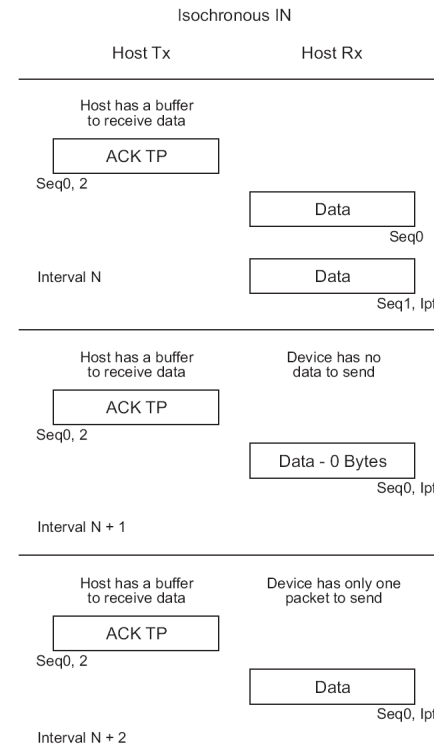 Isochronous IN
Host Tx
Host Rx
Host has a buffer
to receive data
ACK TP
Seq0, 2
Data
Seq0
Interval N
Data
Seq1, lpf
Host has a buffer
to receive data
Device has no
data to send
ACK TP
Seq0, 2
Data - 0 Bytes
Seq0, lpf
Interval N + 1
Host has a buffer
to receive data
Device has only one
packet to send
ACK TP
Seq0, 2
Data
Seq0, lpf
Interval N + 2